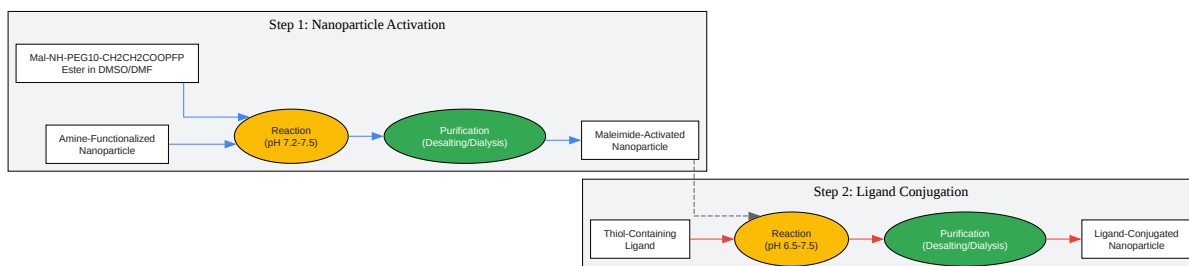 Step 1: Nanoparticle Activation
Mal-NH-PEG10-CH2CH2COOPFP
Ester in DMSO/DMF
Amine-Functionalized
Nanoparticle
Reaction
(pH 7.2-7.5)
Purification
(Desalting/Dialysis)
Maleimide-Activated
Nanoparticle
Step 2: Ligand Conjugation
Thiol-Containing
Ligand
Reaction
(pH 6.5-7.5)
Purification
(Desalting/Dialysis)
Ligand-Conjugated
Nanoparticle